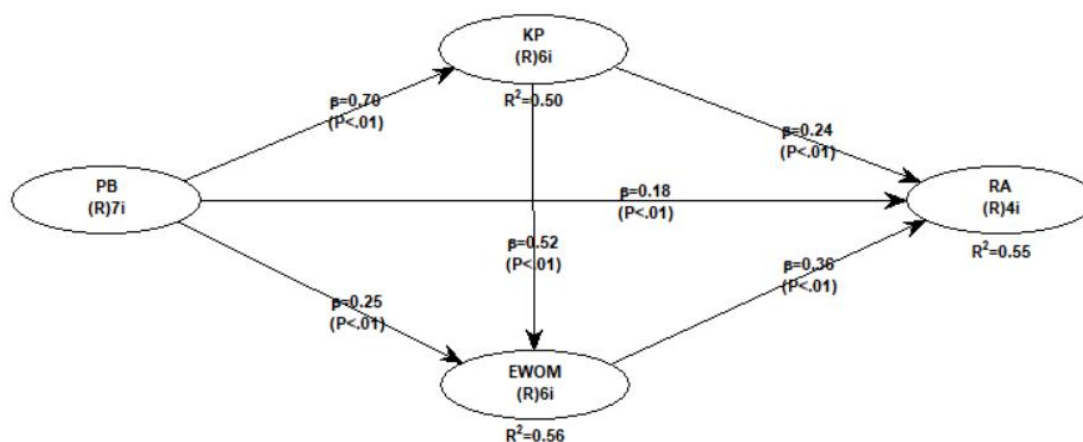 KP
(R)6i
R²=0.50
β=0.70
(P<.01)
β=0.24
(P<.01)
PB
(R)7i
β=0.18
(P<.01)
RA
(R)4i
R²=0.55
β=0.52
(P<.01)
β=0.36
(P<.01)
β=0.25
(P<.01)
EWOM
(R)6i
R²=0.56